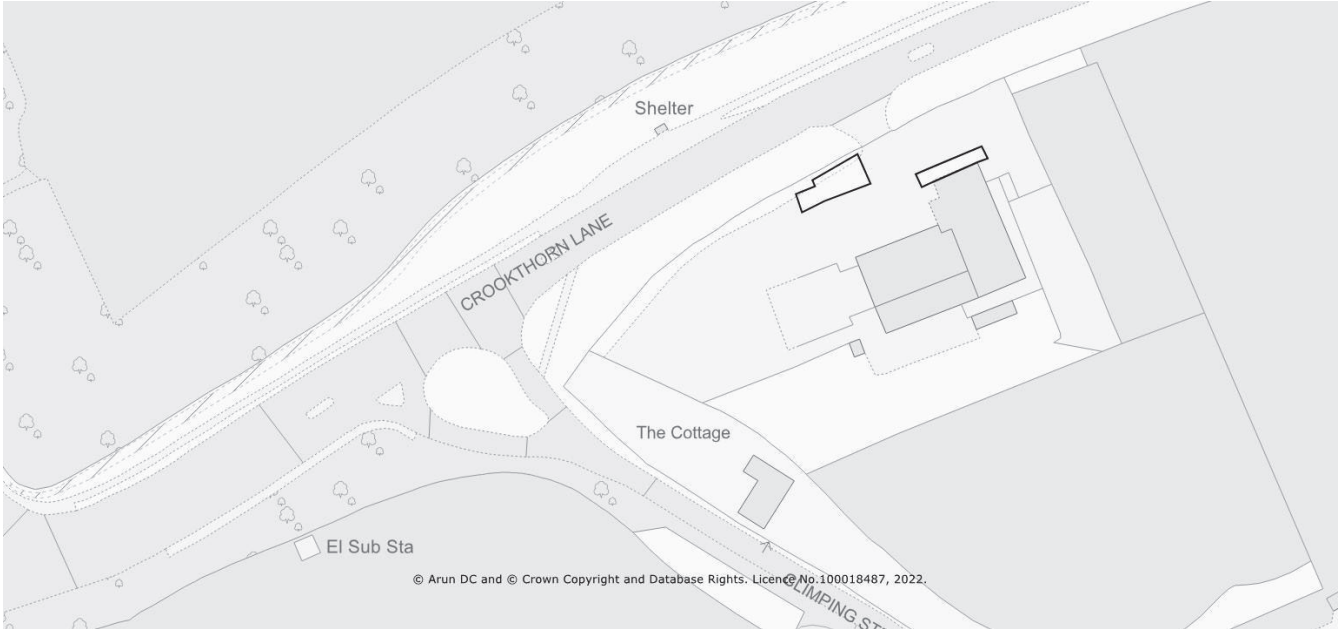 Shelter
CROOKTHORN LANE
The Cottage
El Sub Sta
© Arun DC and © Crown Copyright and Database Rights. Licence No.100018487, 2022.
CLIMPING